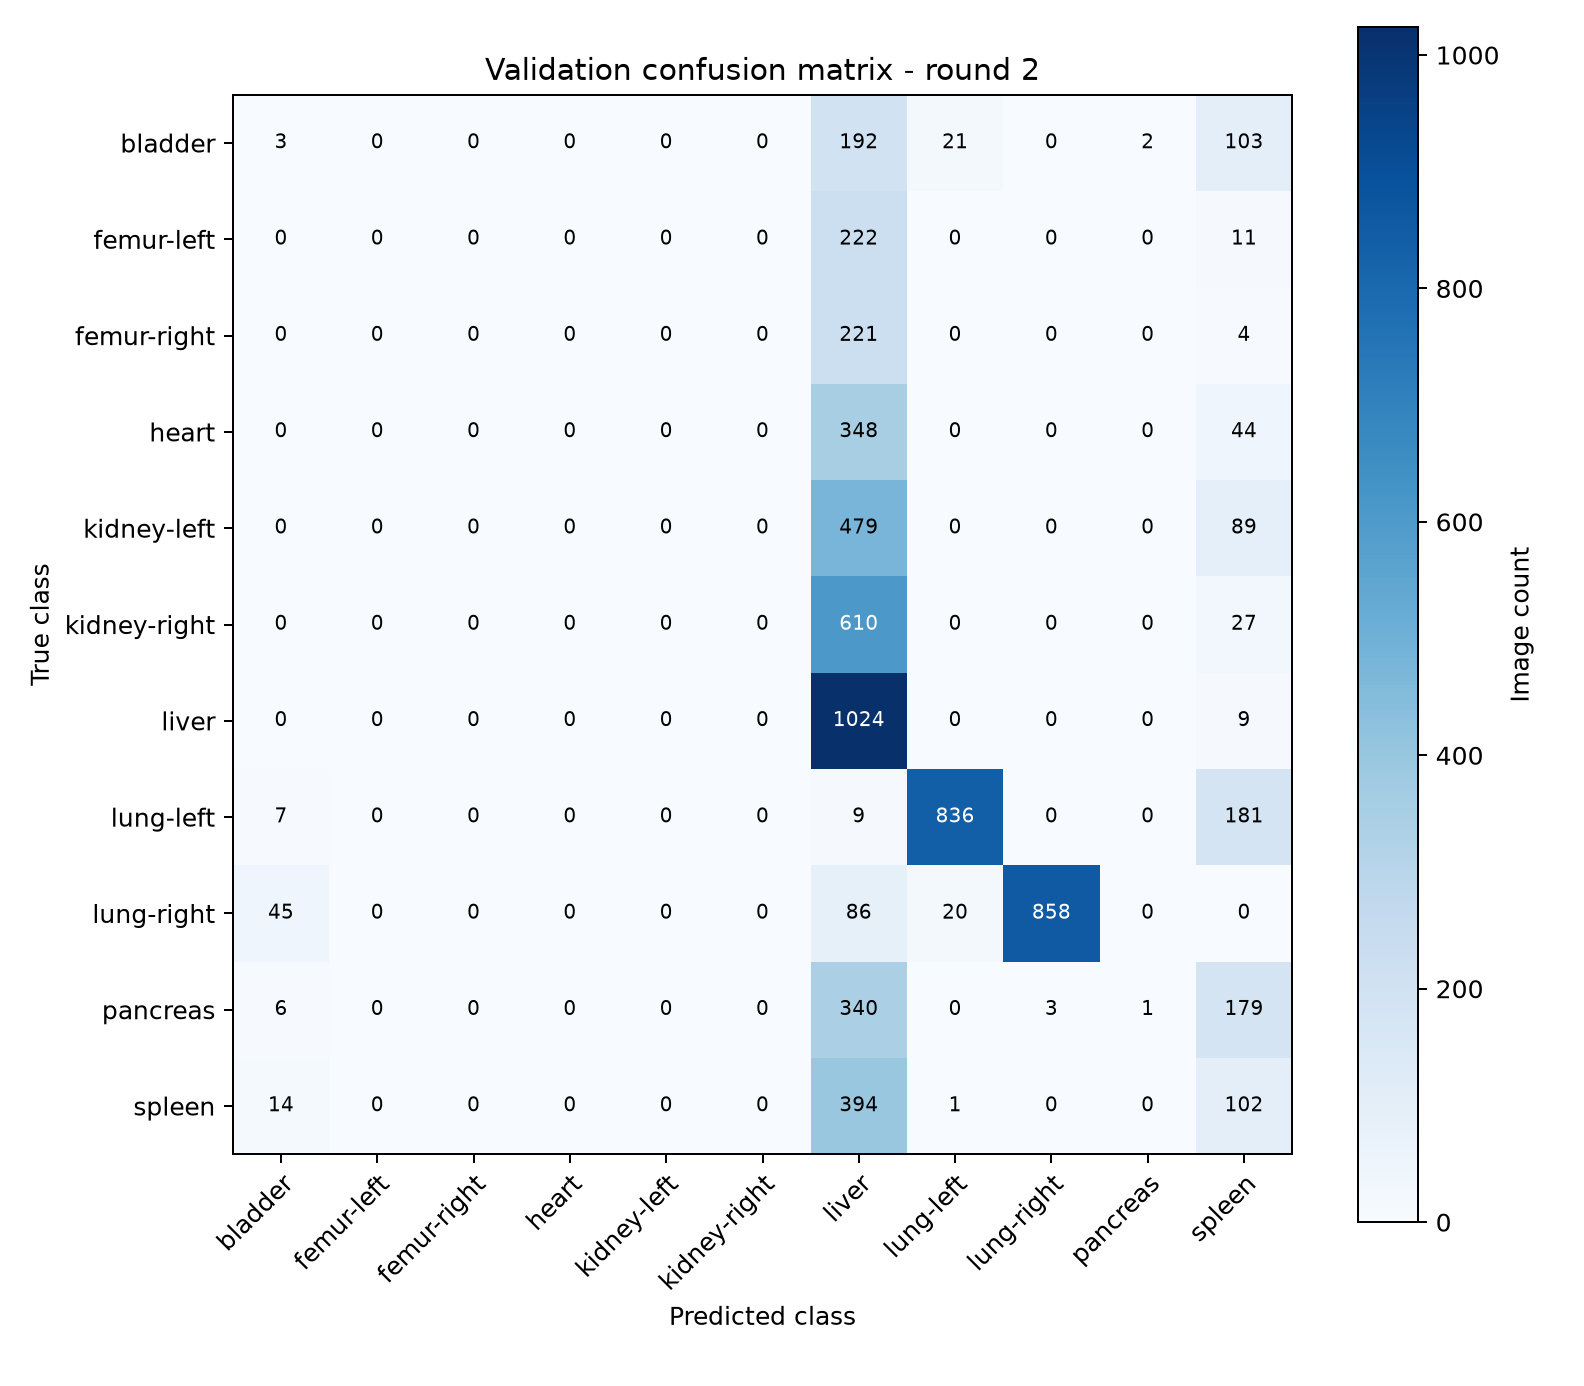 Validation confusion matrix - round 2
bladder 3 0 0 0 0 0 192 21 0 2 103
femur-left 0 0 0 0 0 0 222 0 0 0 11
femur-right 0 0 0 0 0 0 221 0 0 0 4
heart 0 0 0 0 0 0 348 0 0 0 44
kidney-left 0 0 0 0 0 0 479 0 0 0 89
kidney-right 0 0 0 0 0 0 610 0 0 0 27
liver 0 0 0 0 0 0 1024 0 0 0 9
lung-left 7 0 0 0 0 0 9 836 0 0 181
lung-right 45 0 0 0 0 0 86 20 858 0 0
pancreas 6 0 0 0 0 0 340 0 3 1 179
spleen 14 0 0 0 0 0 394 1 0 0 102
bladder femur-left femur-right heart kidney-left kidney-right liver lung-left lung-right pancreas spleen
Predicted class
True class
1000
800
600
400
200
0
Image count